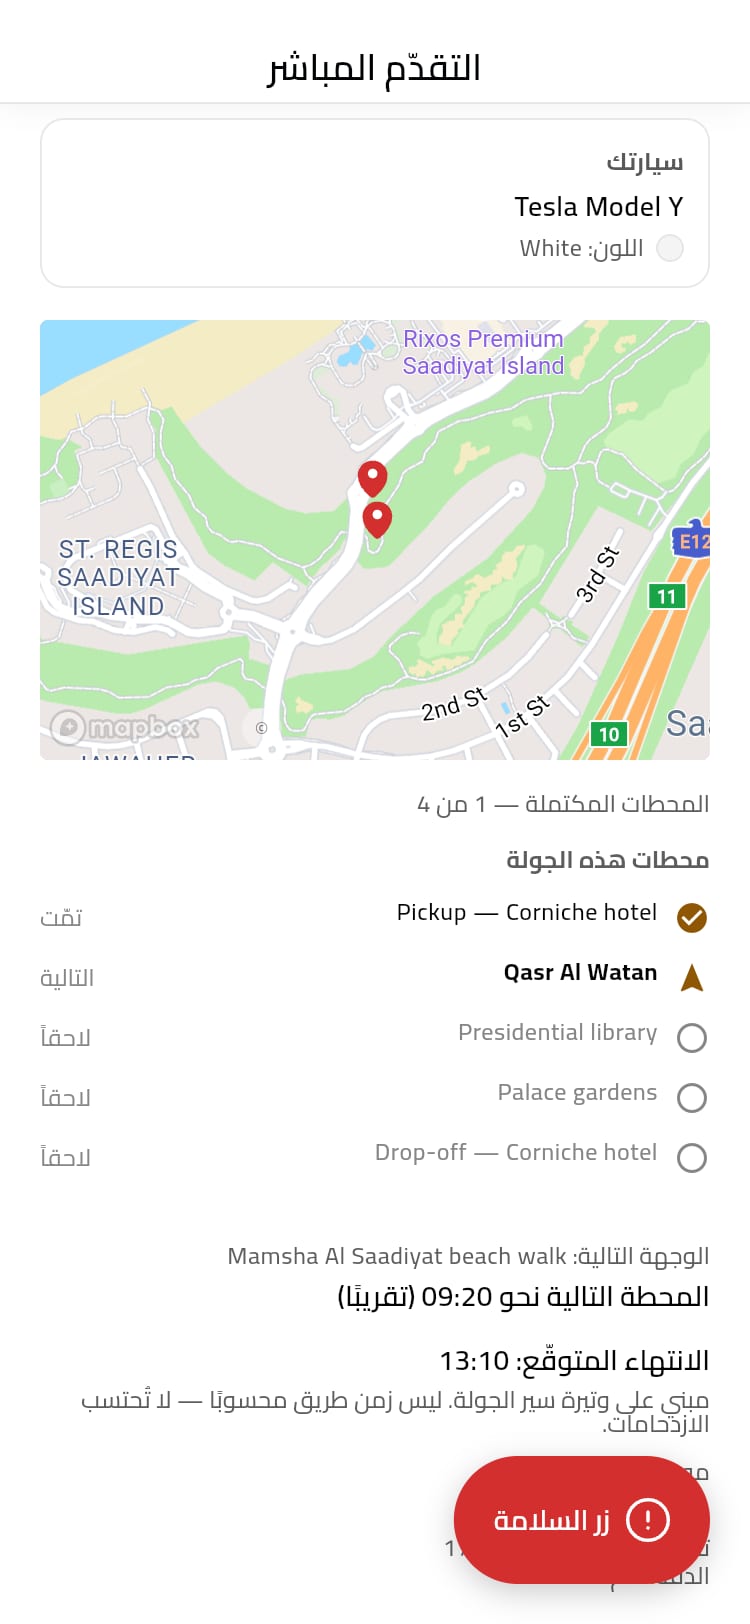 التقدّم المباشر
سيارتك
Tesla Model Y
اللون: White
Rixos Premium
Saadiyat Island
ST. REGIS
SAADIYAT
ISLAND
3rd St
E12
11
2nd St
1st St
10
mapbox
©
المحطات المكتملة — 1 من 4
محطات هذه الجولة
Pickup — Corniche hotel تمّت
Qasr Al Watan التالية
Presidential library لاحقاً
Palace gardens لاحقاً
Drop-off — Corniche hotel لاحقاً
الوجهة التالية: Mamsha Al Saadiyat beach walk
المحطة التالية نحو 09:20 (تقريبًا)
الانتهاء المتوقّع: 13:10
مبني على وتيرة سير الجولة. ليس زمن طريق محسوبًا — لا تُحتسب
الازدحامات.
زر السلامة